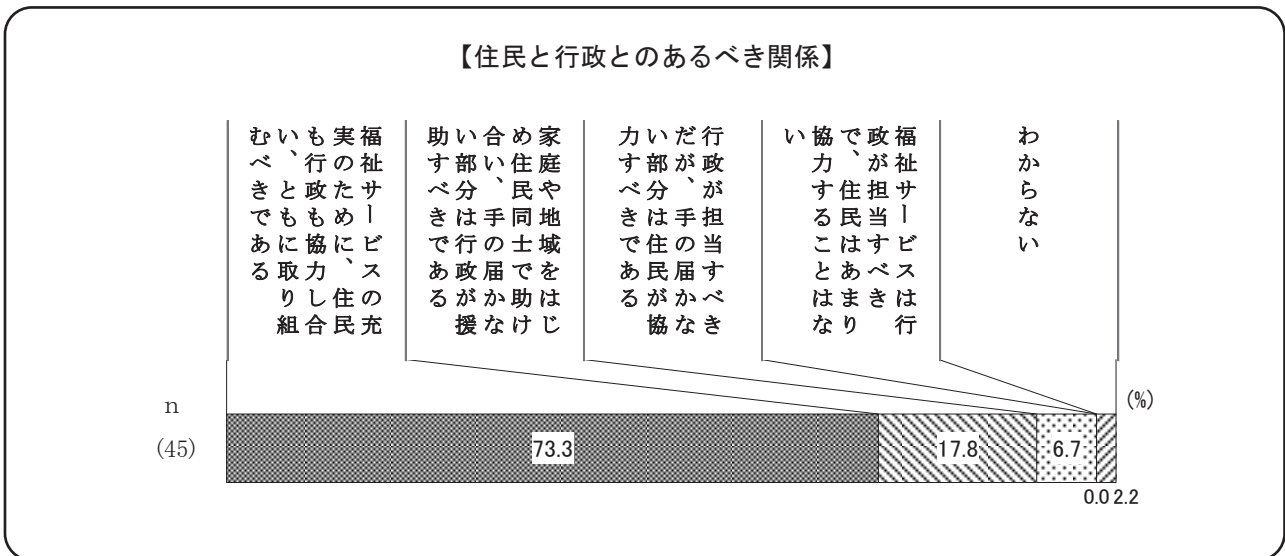 【住民と行政とのあるべき関係】
福祉サービスの充
実のために、住民
も行政も協力し合
い、ともに取り組
むべきである
家庭や地域をはじ
め住民同士で助け
合い、手の届かな
い部分は行政が援
助すべきである
行政が担当すべき
だが、手の届かな
い部分は住民が協
力すべきである
福祉サービスは行
政が担当すべき
で、住民はあまり
協力することはな
い
わからない
(%)
n
(45)
73.3
17.8
6.7
0.0
2.2